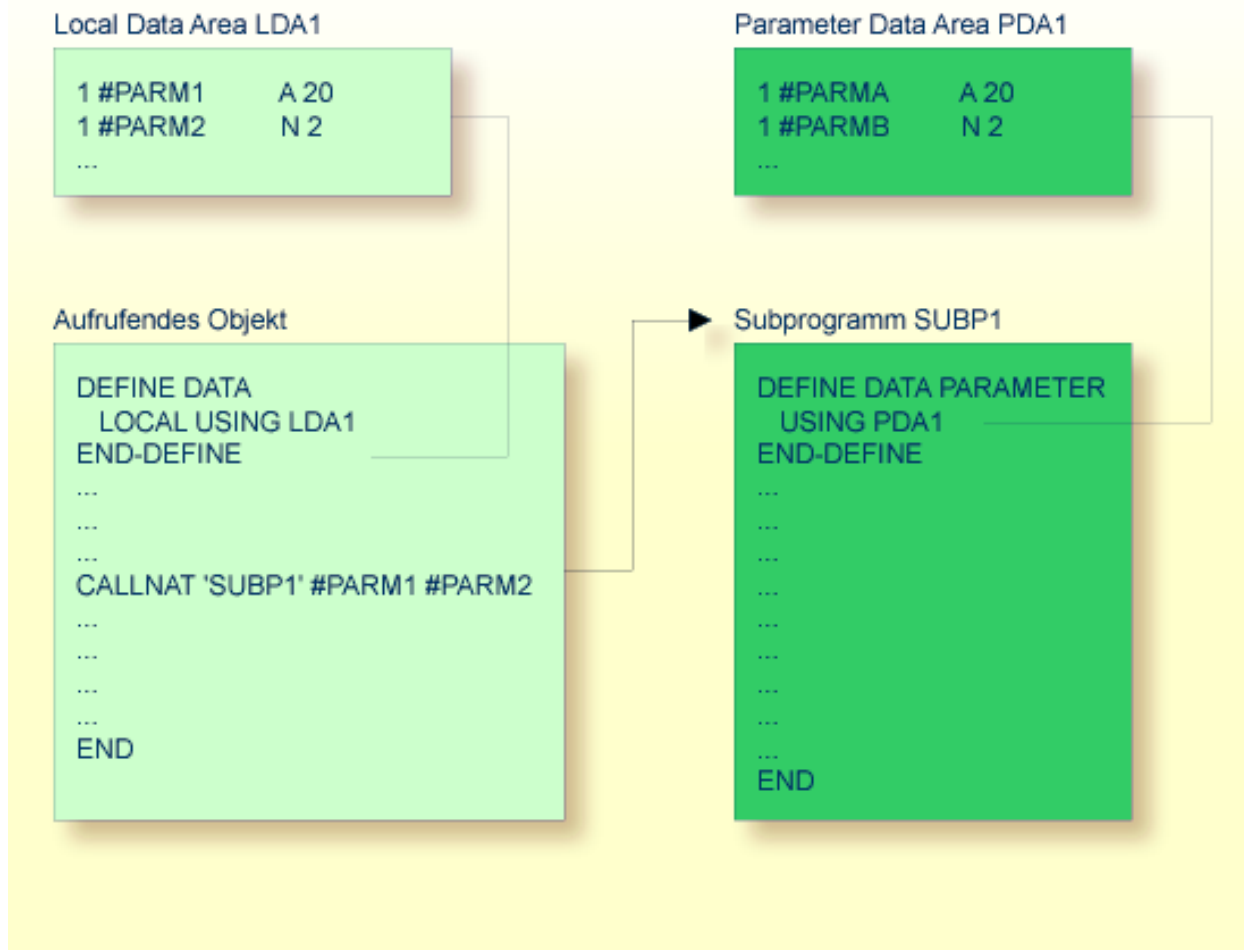 Local Data Area LDA1
1 #PARM1 A 20
1 #PARM2 N 2
...
Parameter Data Area PDA1
1 #PARMA A 20
1 #PARMB N 2
...
Aufrufendes Objekt
DEFINE DATA
LOCAL USING LDA1
END-DEFINE
...
...
...
CALLNAT 'SUBP1' #PARM1 #PARM2
...
...
...
...
END
Subprogramm SUBP1
DEFINE DATA PARAMETER
USING PDA1
END-DEFINE
...
...
...
...
...
...
...
...
...
END